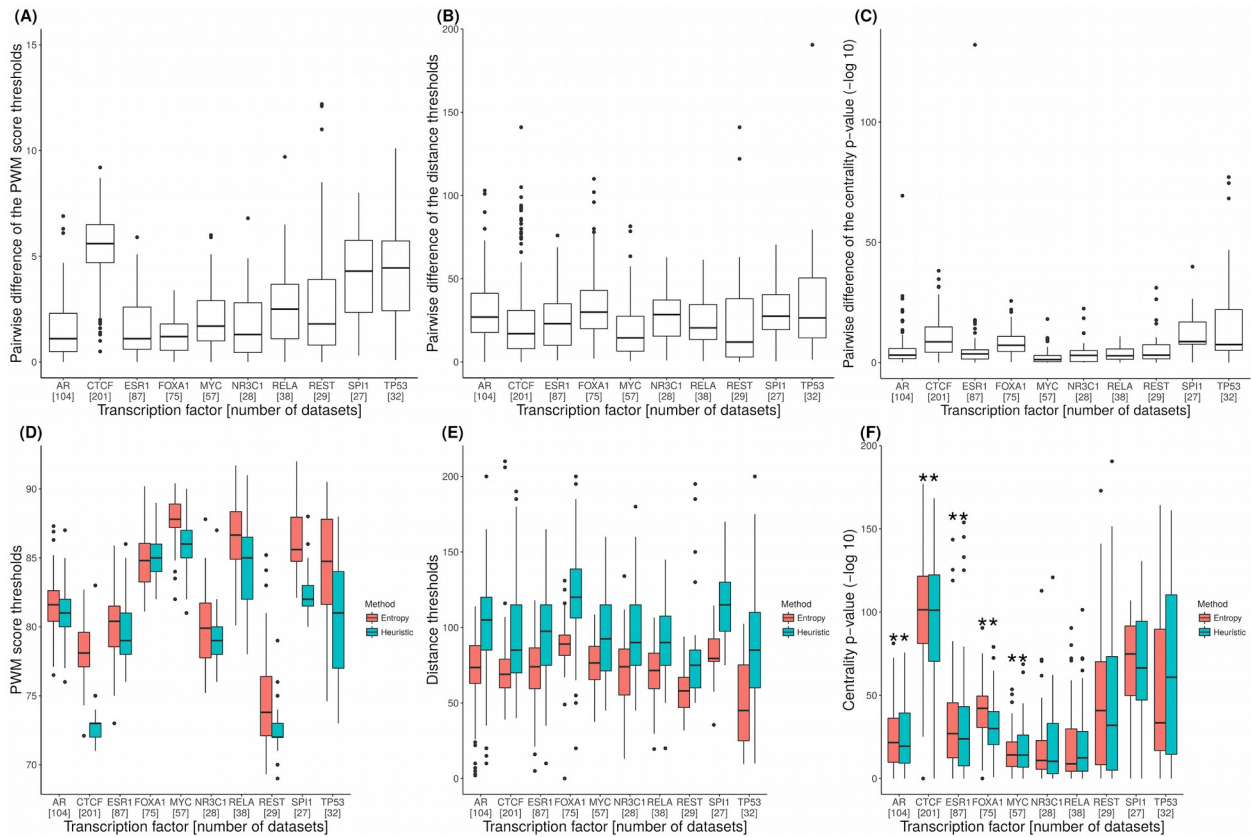 (A)
Pairwise difference of the PWM score thresholds
15
10
5
0
AR CTCF ESR1 FOXA1 MYC NR3C1 RELA REST SPI1 TP53
[104] [201] [87] [75] [57] [28] [38] [29] [27] [32]
Transcription factor [number of datasets]
(B)
Pairwise difference of the distance thresholds
200
150
100
50
0
AR CTCF ESR1 FOXA1 MYC NR3C1 RELA REST SPI1 TP53
[104] [201] [87] [75] [57] [28] [38] [29] [27] [32]
Transcription factor [number of datasets]
(C)
Pairwise difference of the centrality p-value (−log 10)
100
50
0
AR CTCF ESR1 FOXA1 MYC NR3C1 RELA REST SPI1 TP53
[104] [201] [87] [75] [57] [28] [38] [29] [27] [32]
Transcription factor [number of datasets]
(D)
PWM score thresholds
90
85
80
75
70
Method
Entropy
Heuristic
AR CTCF ESR1 FOXA1 MYC NR3C1 RELA REST SPI1 TP53
[104] [201] [87] [75] [57] [28] [38] [29] [27] [32]
Transcription factor [number of datasets]
(E)
Distance thresholds
200
150
100
50
0
Method
Entropy
Heuristic
AR CTCF ESR1 FOXA1 MYC NR3C1 RELA REST SPI1 TP53
[104] [201] [87] [75] [57] [28] [38] [29] [27] [32]
Transcription factor [number of datasets]
(F)
Centrality p-value (−log 10)
200
150
100
50
0
** ** ** ** **
Method
Entropy
Heuristic
AR CTCF ESR1 FOXA1 MYC NR3C1 RELA REST SPI1 TP53
[104] [201] [87] [75] [57] [28] [38] [29] [27] [32]
Transcription factor [number of datasets]